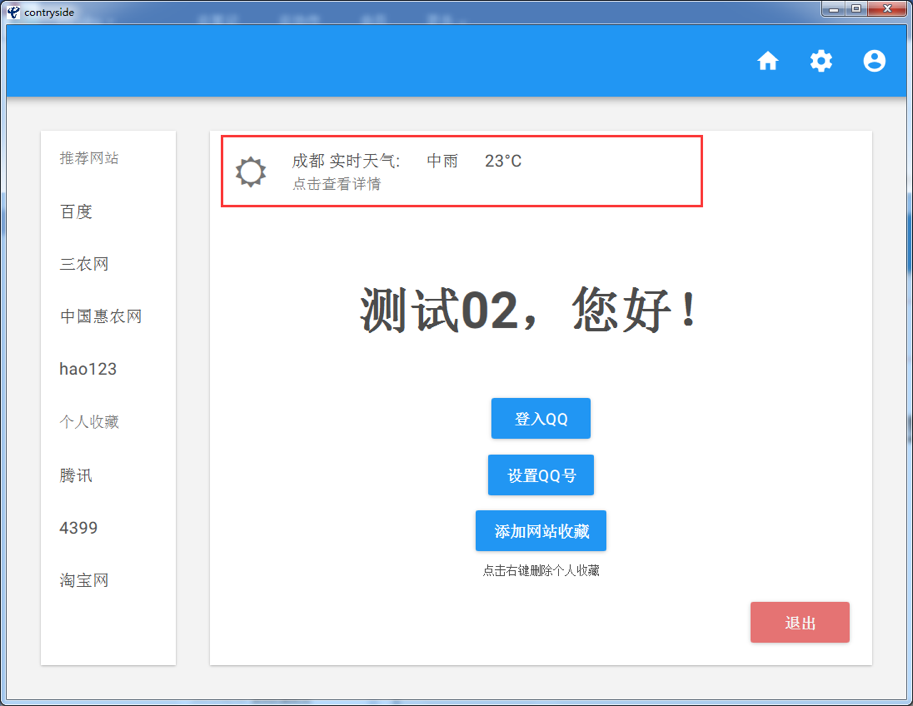 contryside
推荐网站
百度
三农网
中国惠农网
hao123
个人收藏
腾讯
4399
淘宝网
成都 实时天气: 中雨 23°C
点击查看详情
测试02，您好！
登入QQ
设置QQ号
添加网站收藏
点击右键删除个人收藏
退出